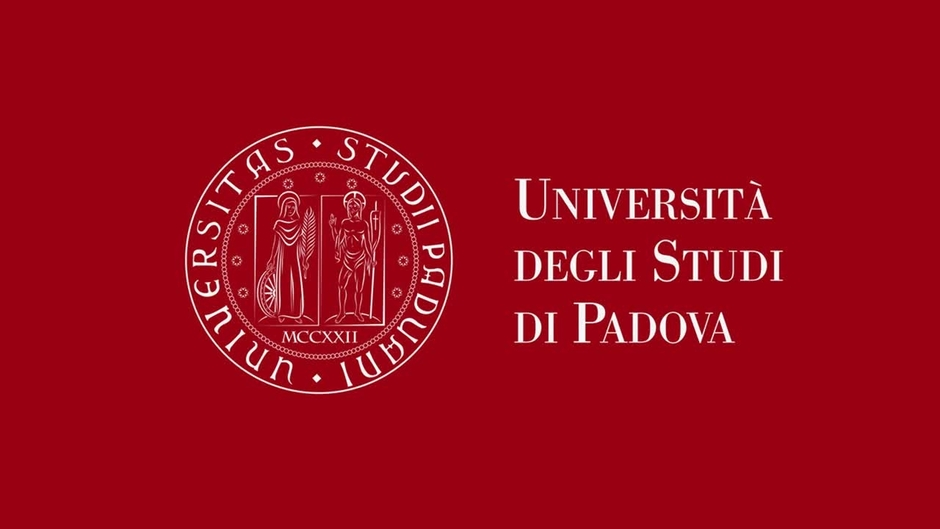 UNIVERSITAS • STUDII PADUANI •
MCCXXII
UNIVERSITÀ
DEGLI STUDI
DI PADOVA